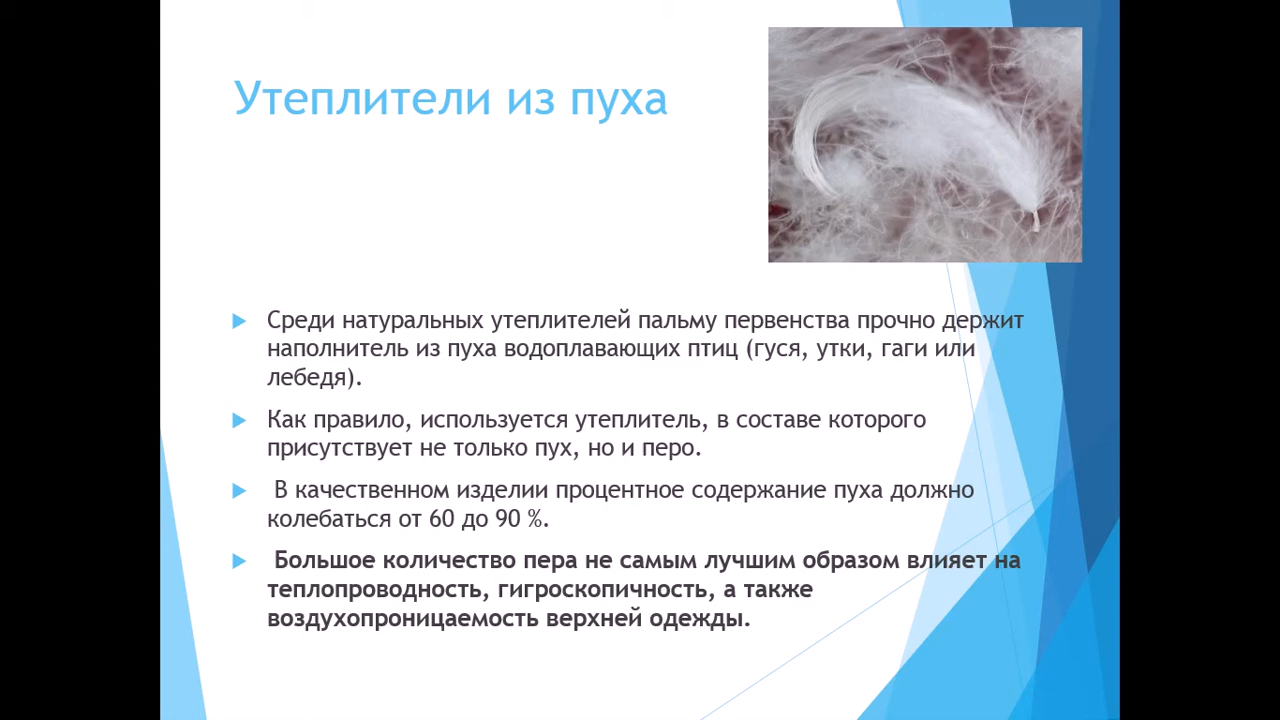 Утеплители из пуха
Среди натуральных утеплителей пальму первенства прочно держит
наполнитель из пуха водоплавающих птиц (гуся, утки, гаги или
лебедя).
Как правило, используется утеплитель, в составе которого
присутствует не только пух, но и перо.
В качественном изделии процентное содержание пуха должно
колебаться от 60 до 90 %.
Большое количество пера не самым лучшим образом влияет на
теплопроводность, гигроскопичность, а также
воздухопроницаемость верхней одежды.